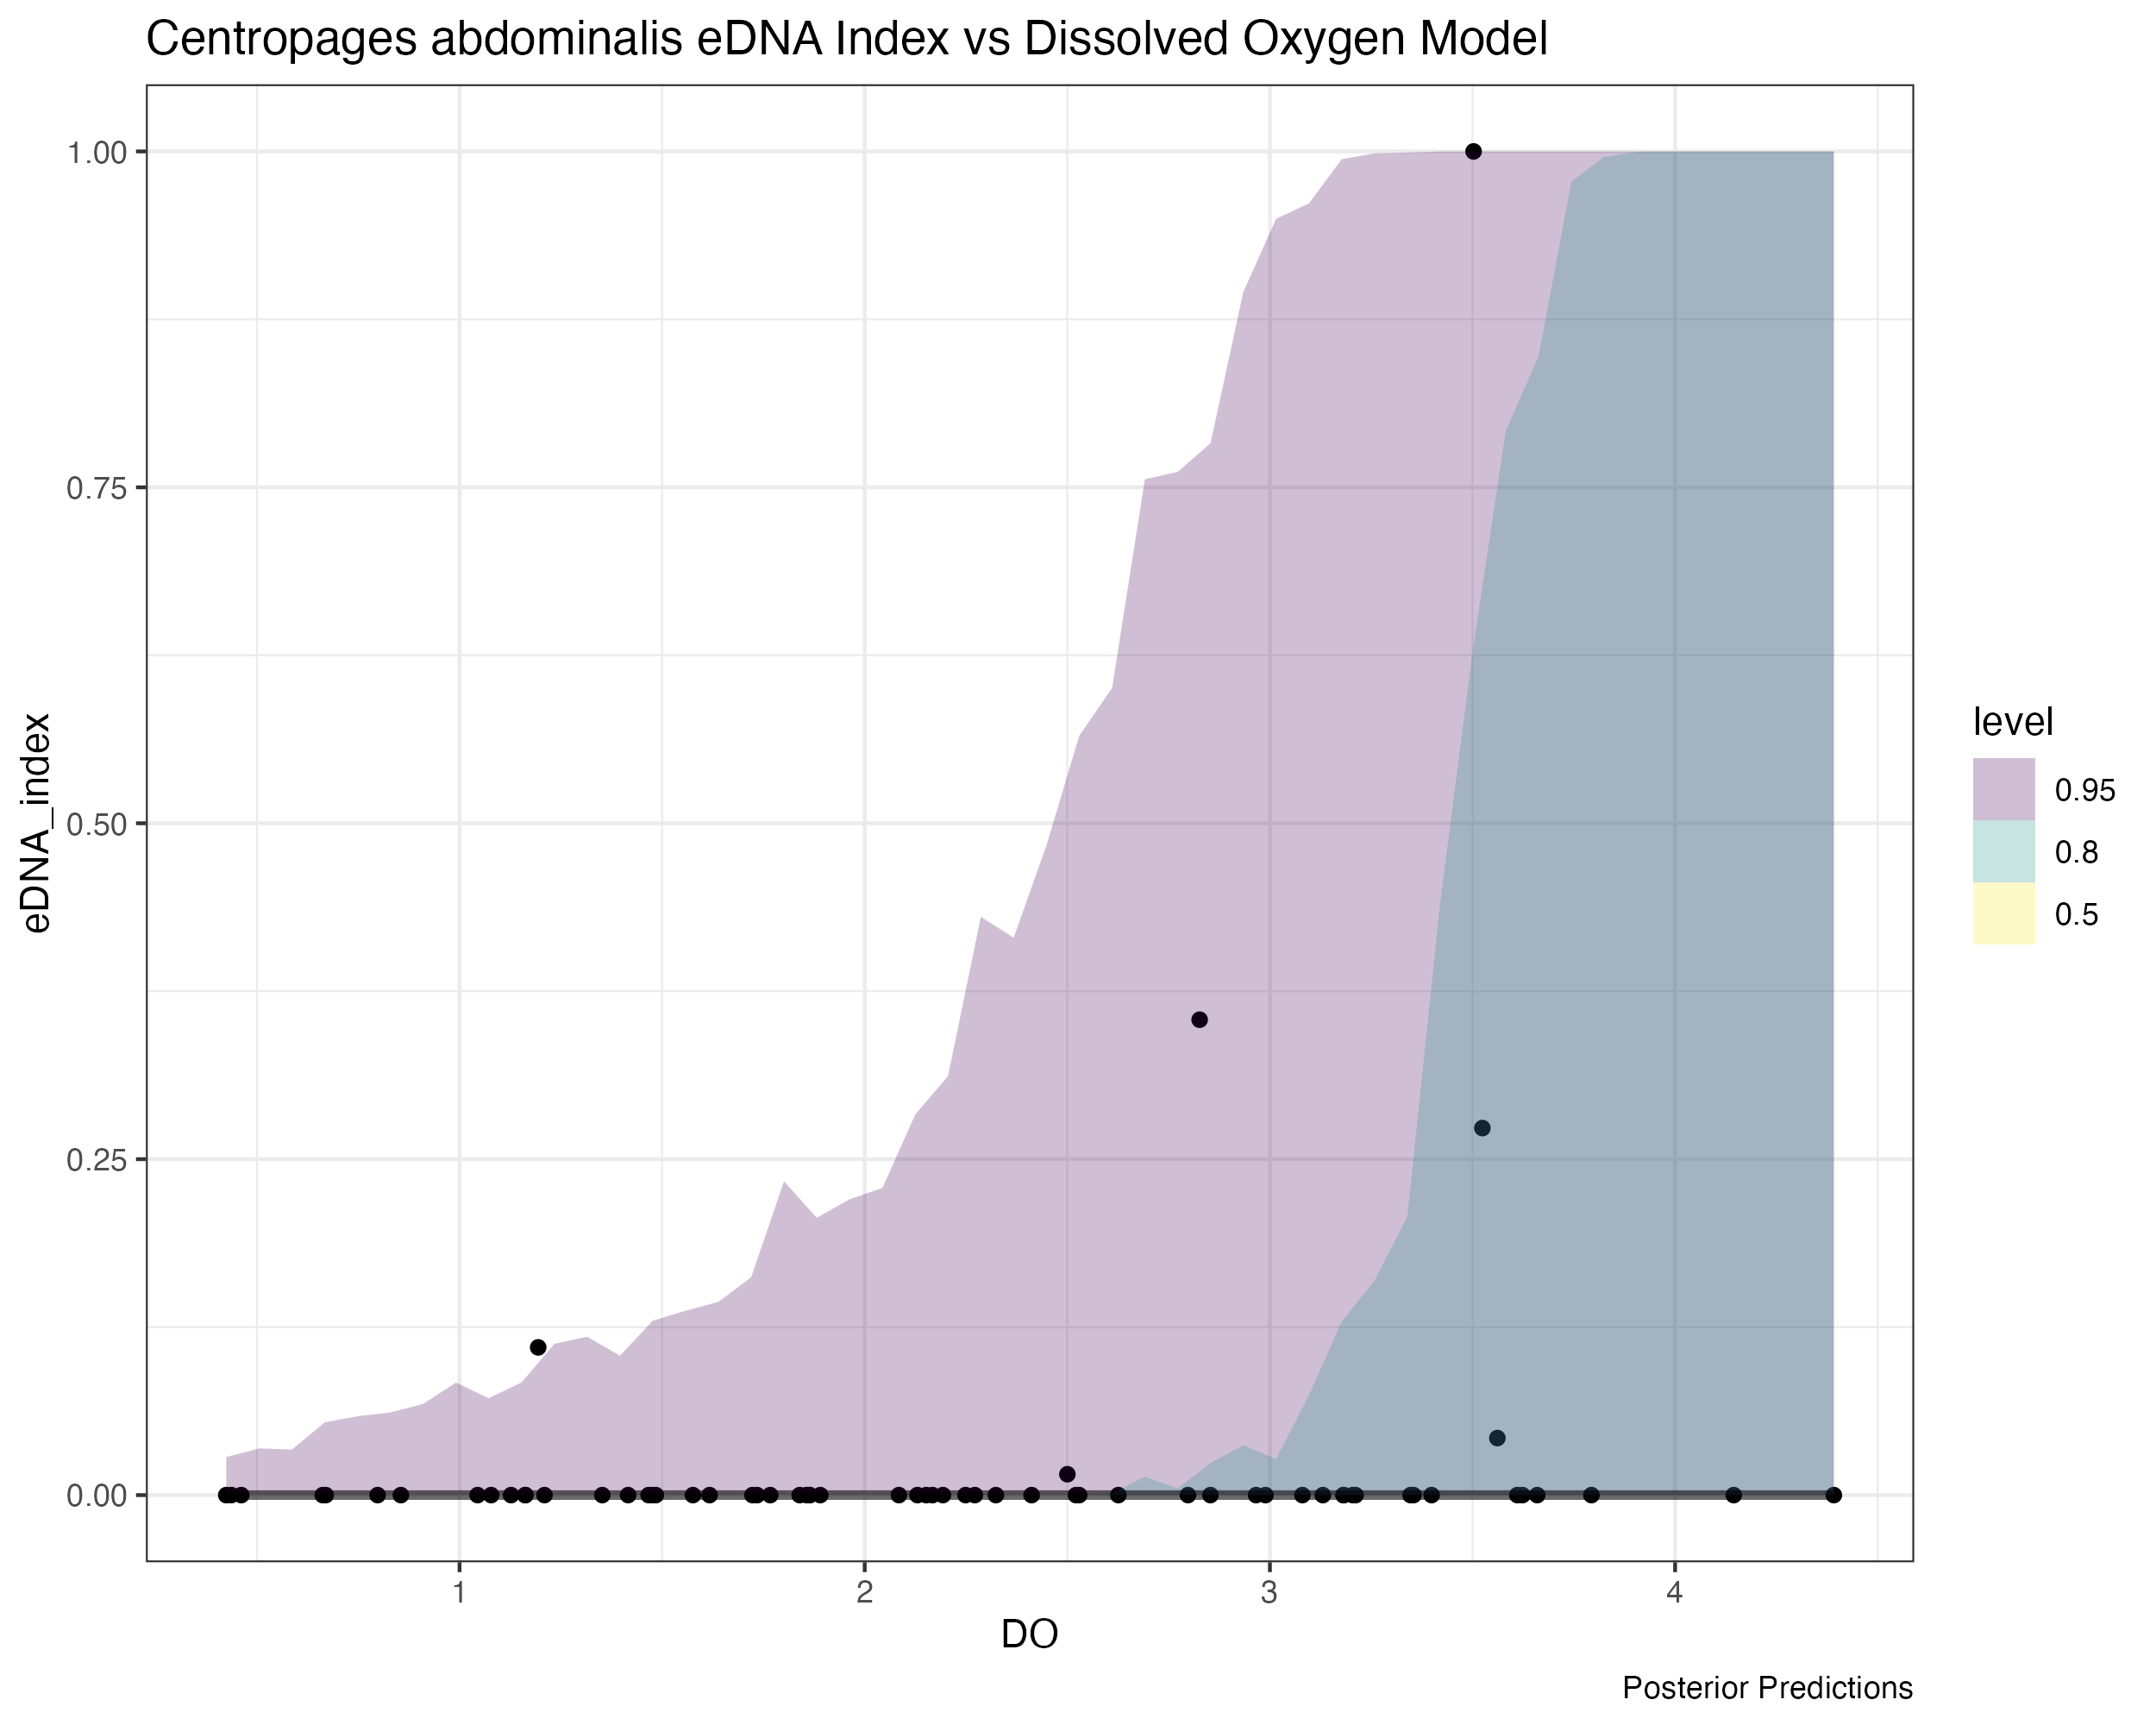 Centropages abdominalis eDNA Index vs Dissolved Oxygen Model
1.00
0.75
0.50
0.25
0.00
eDNA_index
1 2 3 4
DO
level
0.95
0.8
0.5
Posterior Predictions